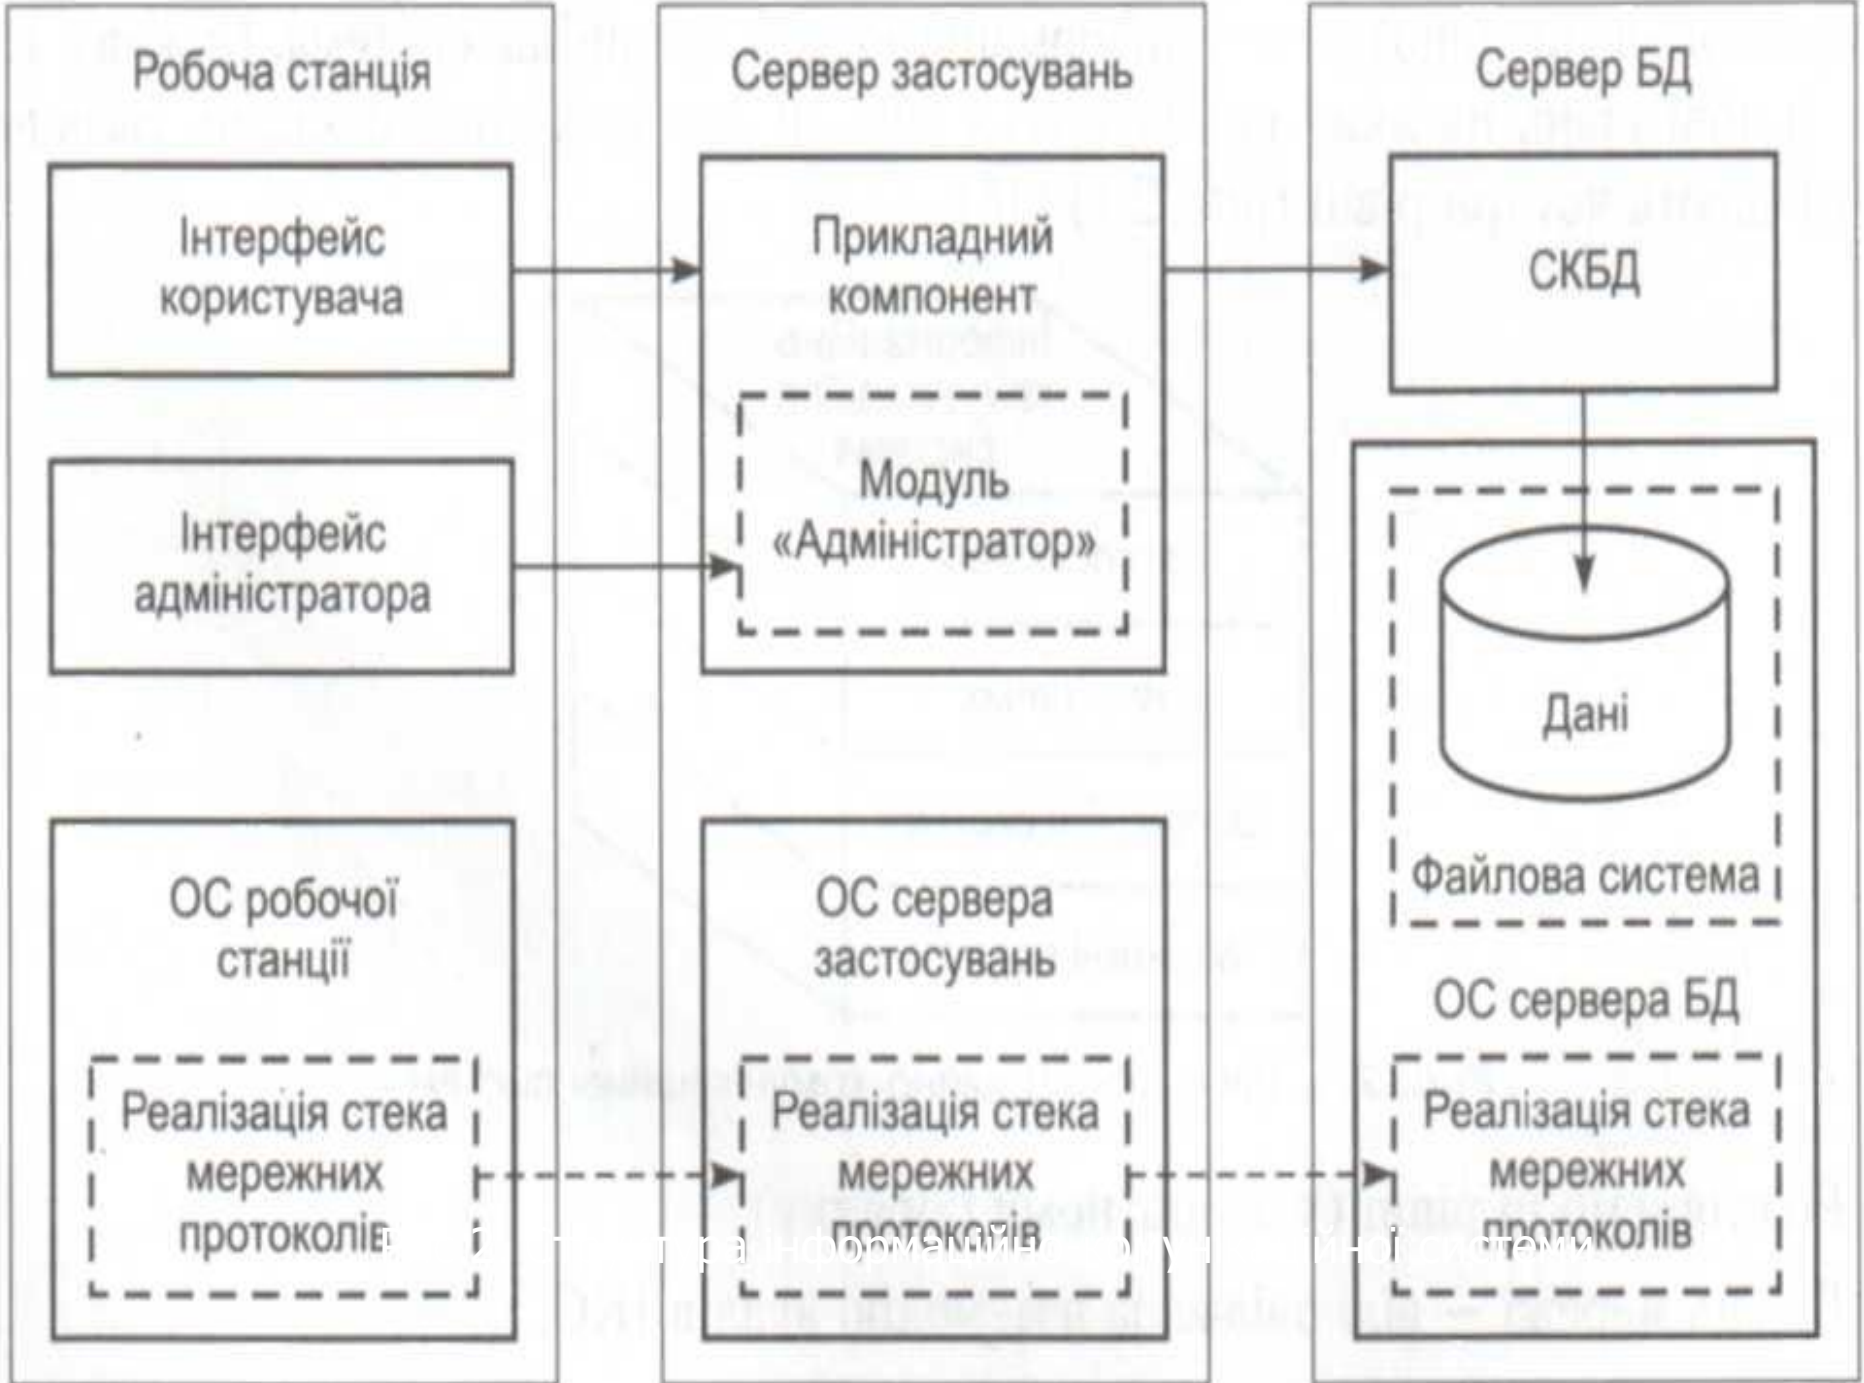 Робоча станція
Інтерфейс
користувача
Інтерфейс
адміністратора
ОС робочої
станції
Реалізація стека
мережних
протоколів
Сервер застосувань
Прикладний
компонент
Модуль
«Адміністратор»
ОС сервера
застосувань
Реалізація стека
мережних
протоколів
Сервер БД
СКБД
Дані
Файлова система
ОС сервера БД
Реалізація стека
мережних
протоколів
системи